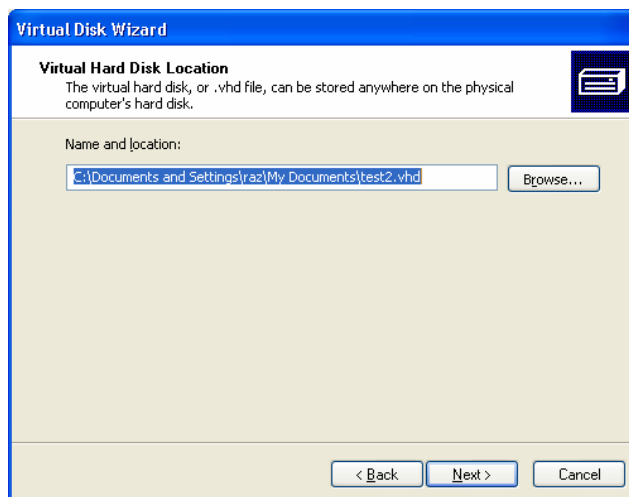 Virtual Disk Wizard
Virtual Hard Disk Location
The virtual hard disk, or .vhd file, can be stored anywhere on the physical
computer's hard disk.
Name and location:
C:\Documents and Settings\raz\My Documents\test2.vhd
Browse...
< Back
Next >
Cancel